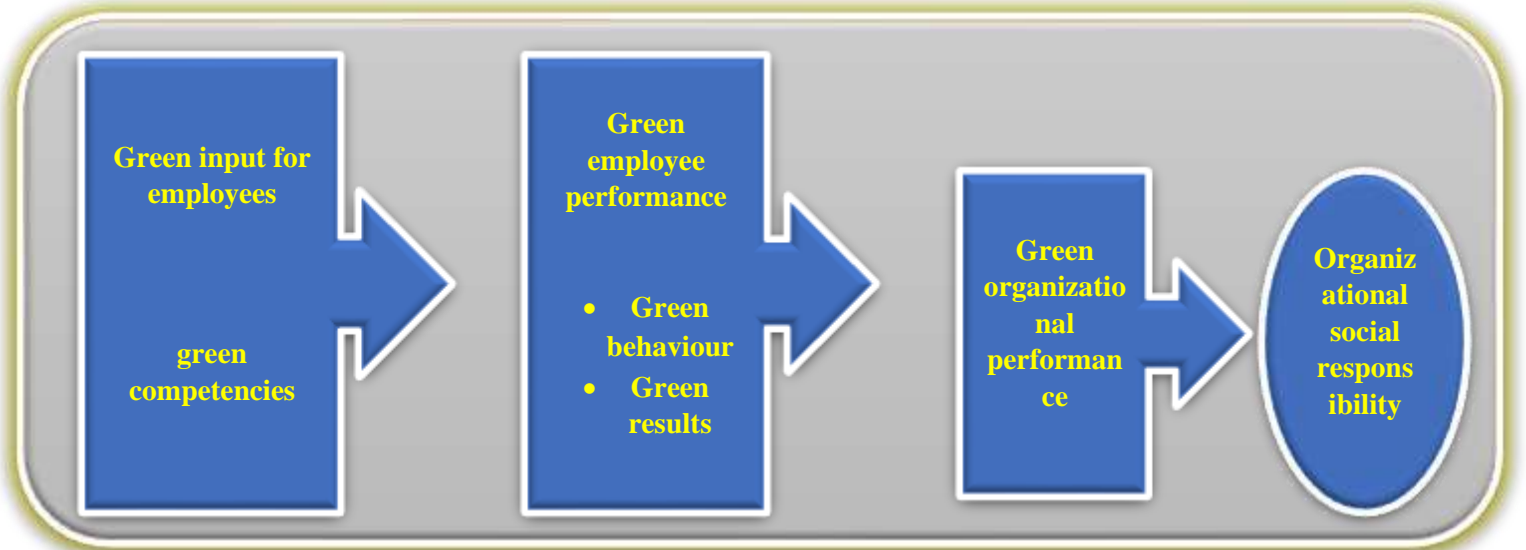 Green input for
employees
green
competencies
Green
employee
performance
• Green
behaviour
• Green
results
Green
organizatio
nal
performan
ce
Organiz
ational
social
respons
ibility